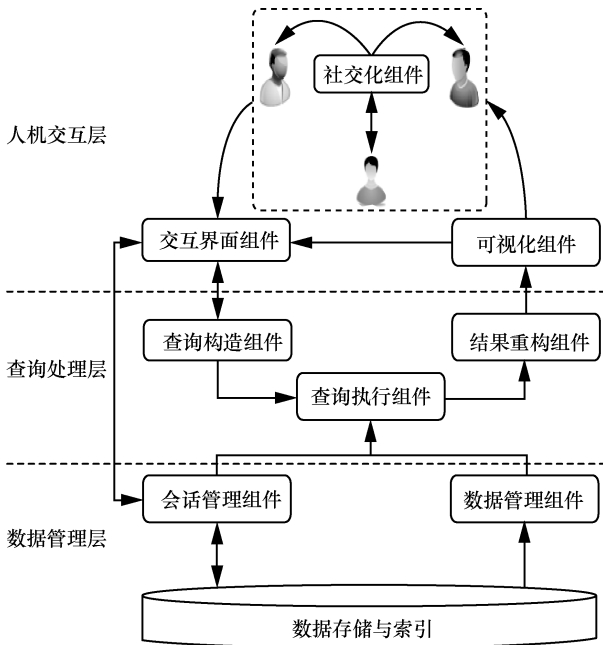 社交化组件
人机交互层
交互界面组件
可视化组件
查询构造组件
结果重构组件
查询处理层
查询执行组件
会话管理组件
数据管理组件
数据管理层
数据存储与索引